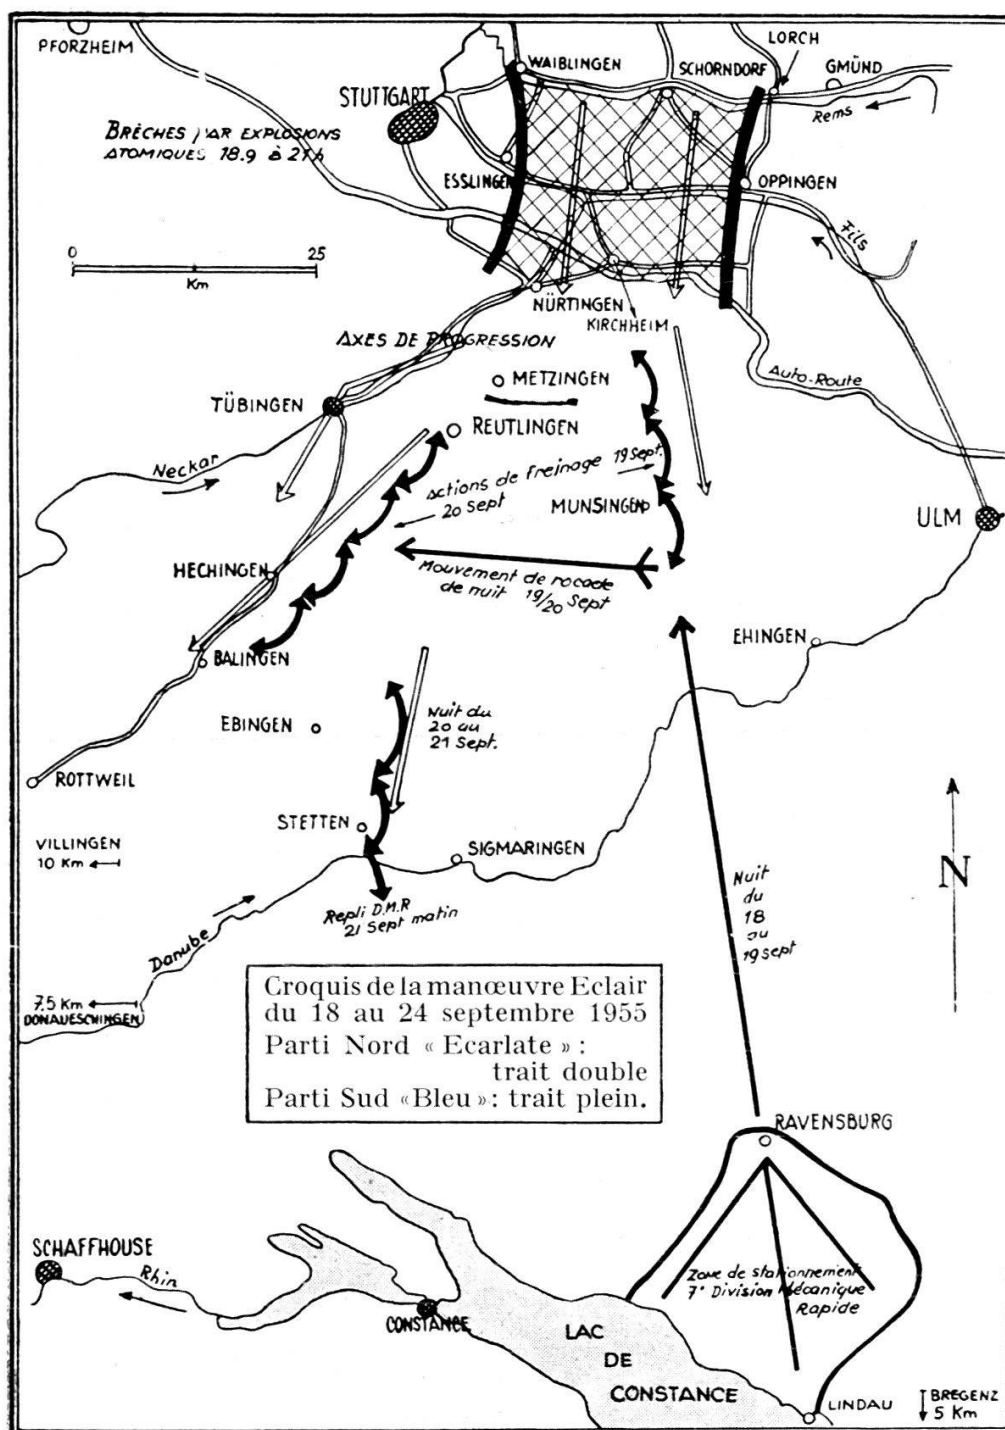 PFORZHEIM
WAIBLINGEN
SCHORNDORF
LORCH
GMÜND
STUTTGART
Rems
BRÈCHES PAR EXPLOSIONS
ATOMIQUES 18.9 à 21h
ESSLINGEN
OPPINGEN
Fils
0 25
Km
NÜRTINGEN
KIRCHHEIM
AXES DE PROGRESSION
METZINGEN
Auto-Route
TÜBINGEN
REUTLINGEN
Neckar
Actions de Freinage 19 Sept.
20 Sept
MUNSINGEN
ULM
HECHINGEN
Mouvement de rocade
de nuit 19/20 Sept
EHINGEN
BALINGEN
EBINGEN
Nuit du
20 au
21 Sept.
ROTTWEIL
STETTEN
VILLINGEN
10 Km
SIGMARINGEN
N
Nuit
du
18
au
19 Sept
Repli D.M.R
21 Sept matin
Danube
7.5 Km
DONAUESCHINGEN
Croquis de la manœuvre Eclair
du 18 au 24 septembre 1955
Parti Nord « Ecarlate » :
trait double
Parti Sud «Bleu»: trait plein.
RAVENSBURG
SCHAFFHOUSE
Rhin
Zone de stationnement
7e Division Mécanique
Rapide
CONSTANCE
LAC
DE
CONSTANCE
LINDAU
BREGENZ
5 Km